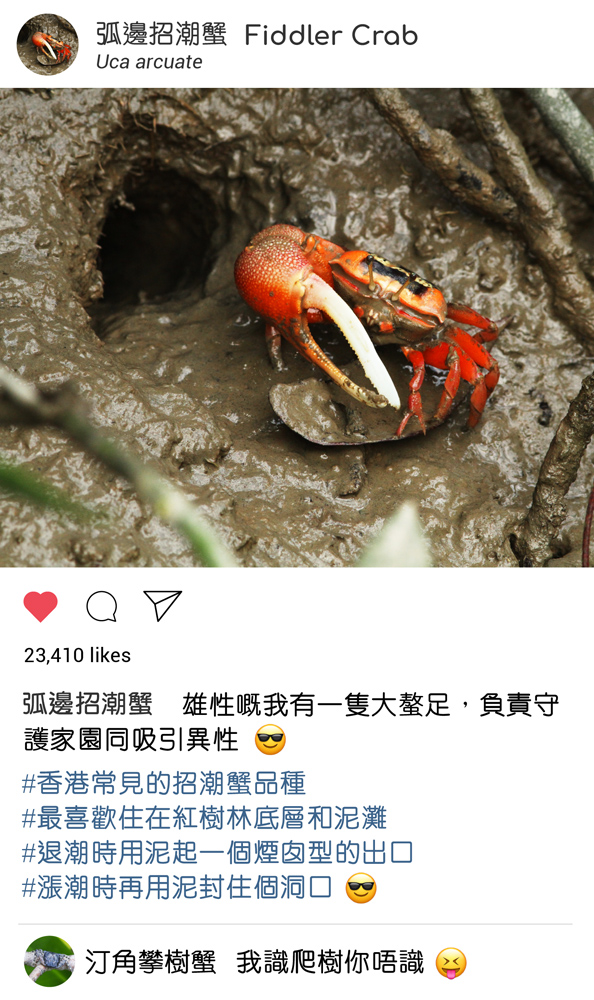 弧邊招潮蟹 Fiddler Crab
Uca arcuate
23,410 likes
弧邊招潮蟹 雄性嘅我有一隻大螯足，負責守
護家園同吸引異性 😎
#香港常見的招潮蟹品種
#最喜歡住在紅樹林底層和泥灘
#退潮時用泥起一個煙囱型的出口
#漲潮時再用泥封住個洞口 😎
汀角攀樹蟹 我識爬樹你唔識 😝